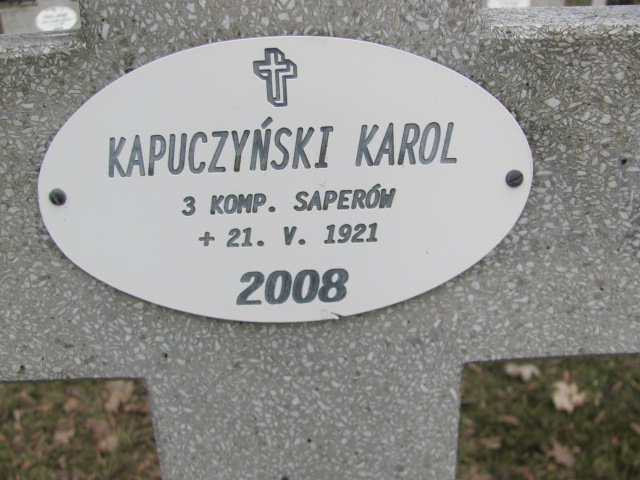 KAPUCZYŃSKI KAROL
3 KOMP. SAPERÓW
+ 21. V. 1921
2008